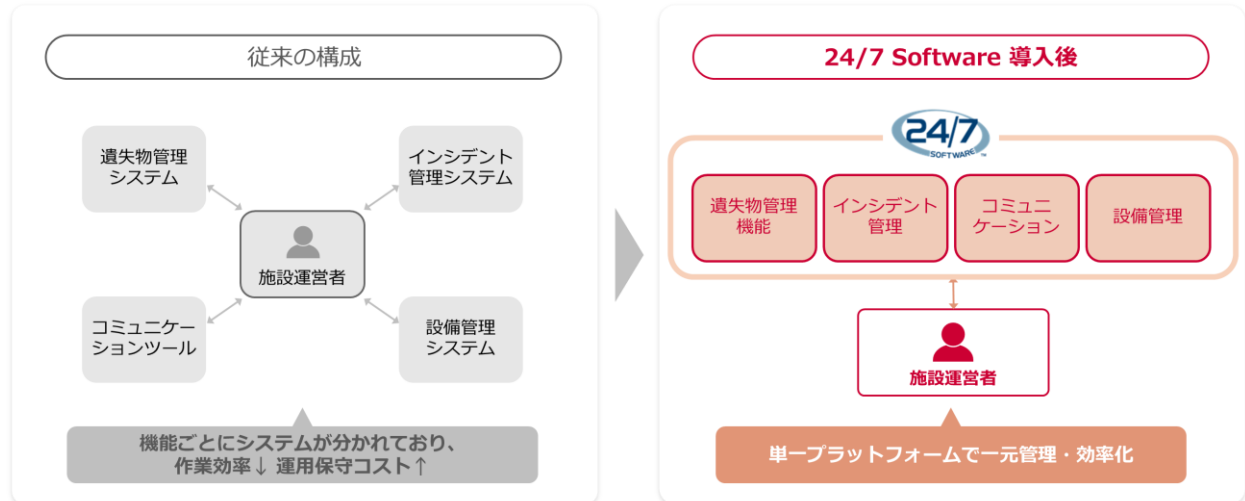 従来の構成
遺失物管理
システム
インシデント
管理システム
施設運営者
コミュニケー
ションツール
設備管理
システム
機能ごとにシステムが分かれており、
作業効率↓ 運用保守コスト↑
24/7 Software 導入後
24/7
SOFTWARE™
遺失物管理
機能
インシデント
管理
コミュニ
ケーション
設備管理
施設運営者
単一プラットフォームで一元管理・効率化